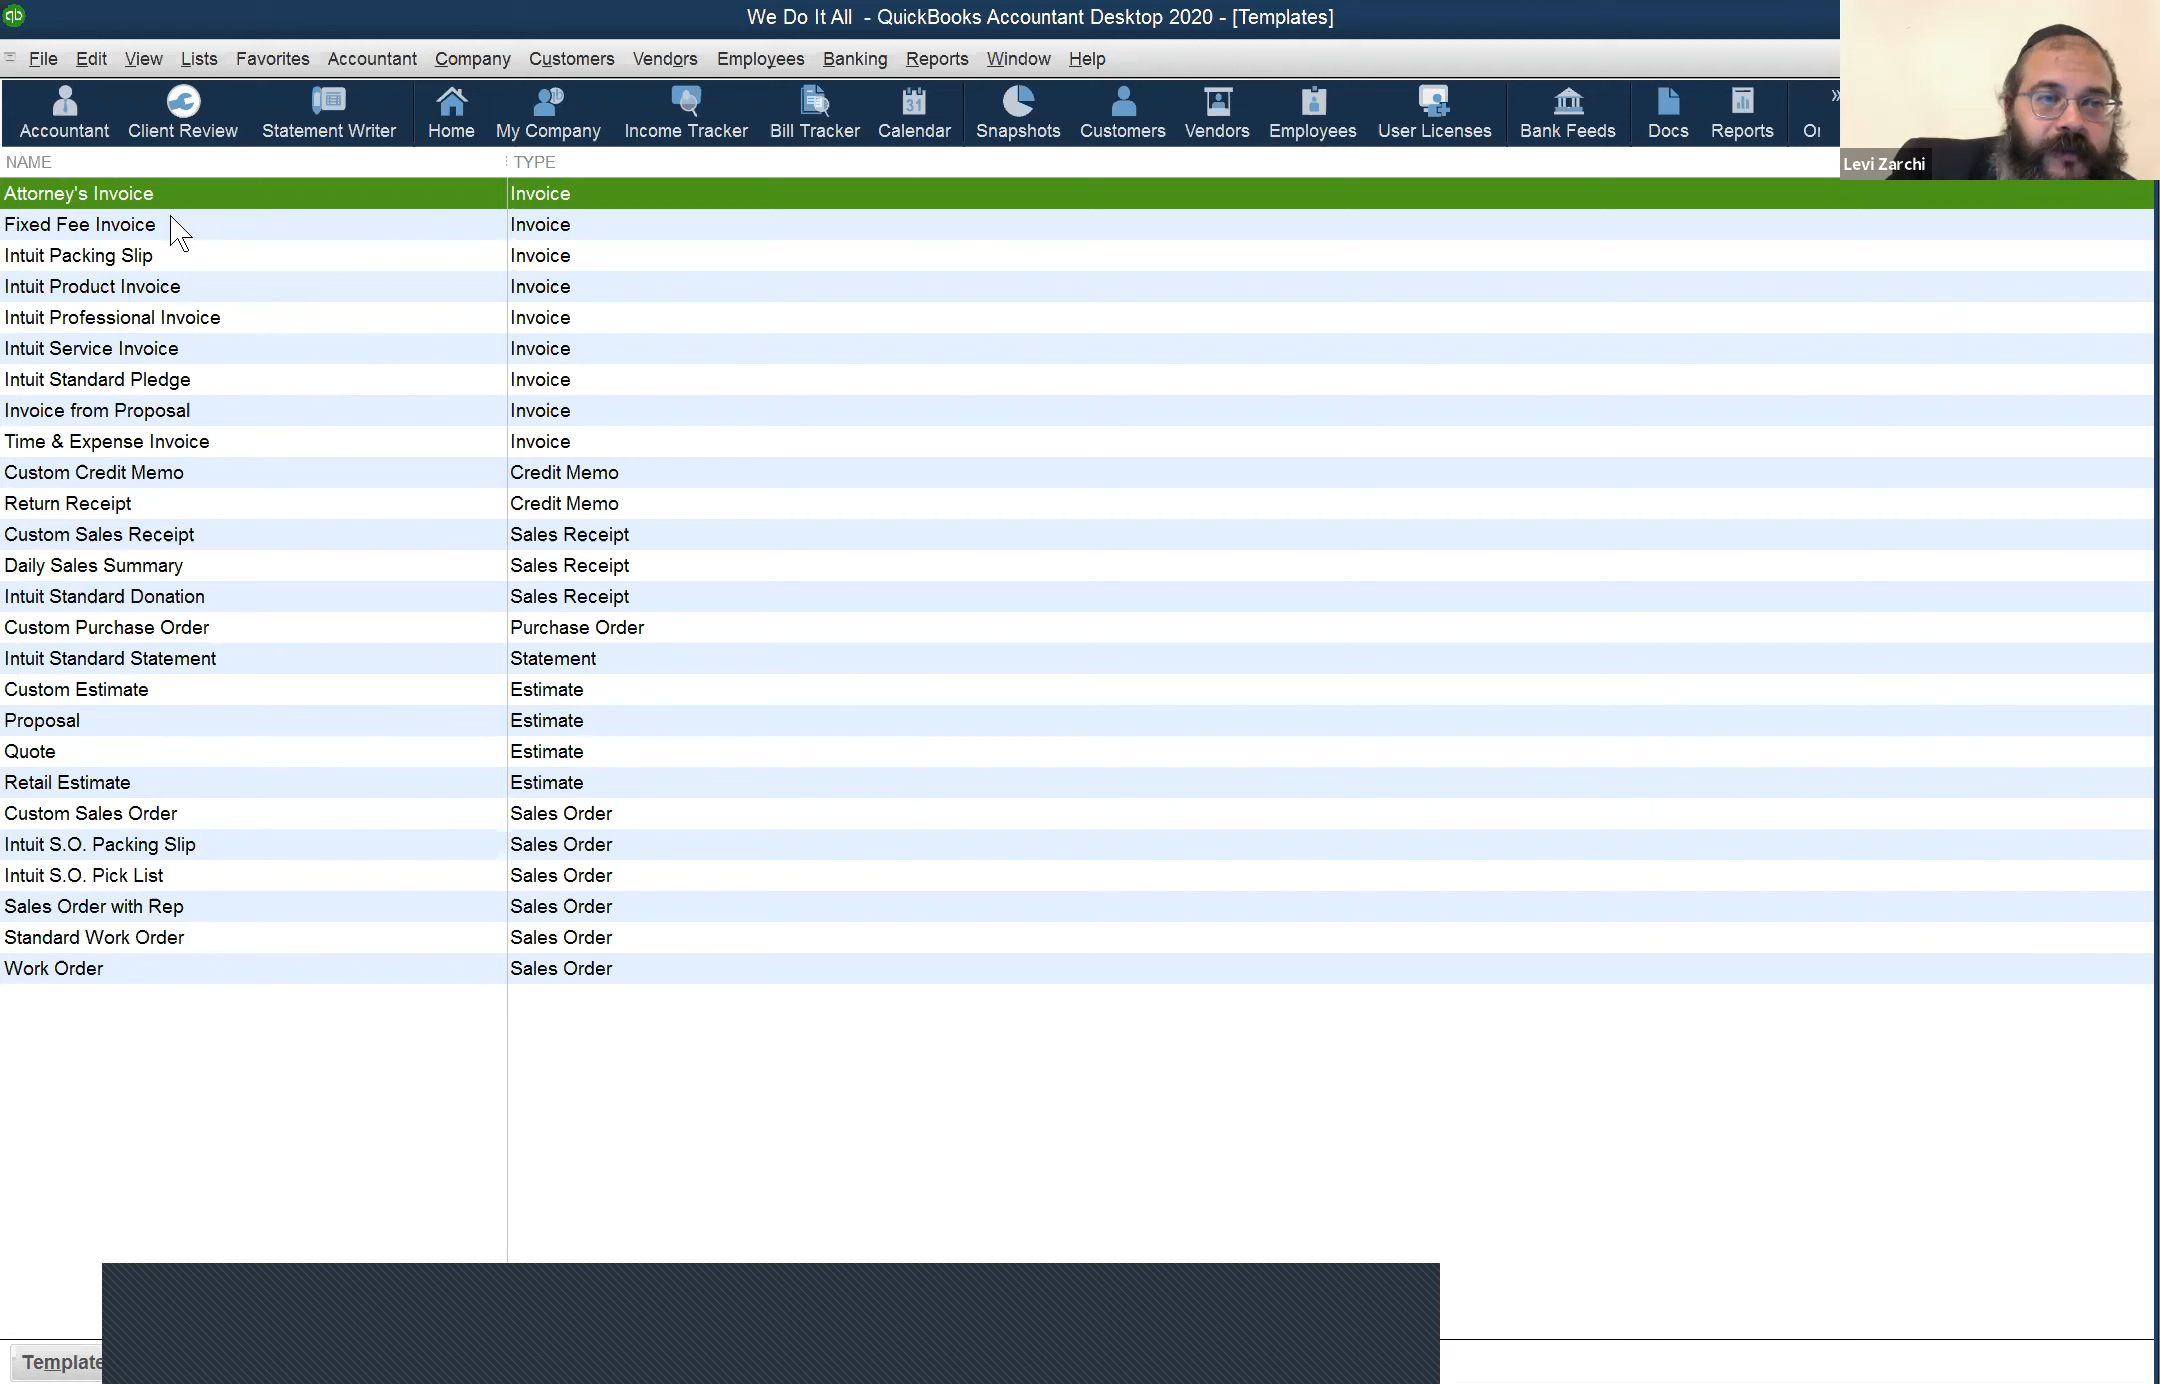 We Do It All - QuickBooks Accountant Desktop 2020 - [Templates]
File Edit View Lists Favorites Accountant Company Customers Vendors Employees Banking Reports Window Help
Accountant Client Review Statement Writer Home My Company Income Tracker Bill Tracker Calendar Snapshots Customers Vendors Employees User Licenses Bank Feeds Docs Reports
Levi Zarchi
NAME TYPE
Attorney's Invoice Invoice
Fixed Fee Invoice Invoice
Intuit Packing Slip Invoice
Intuit Product Invoice Invoice
Intuit Professional Invoice Invoice
Intuit Service Invoice Invoice
Intuit Standard Pledge Invoice
Invoice from Proposal Invoice
Time & Expense Invoice Invoice
Custom Credit Memo Credit Memo
Return Receipt Credit Memo
Custom Sales Receipt Sales Receipt
Daily Sales Summary Sales Receipt
Intuit Standard Donation Sales Receipt
Custom Purchase Order Purchase Order
Intuit Standard Statement Statement
Custom Estimate Estimate
Proposal Estimate
Quote Estimate
Retail Estimate Estimate
Custom Sales Order Sales Order
Intuit S.O. Packing Slip Sales Order
Intuit S.O. Pick List Sales Order
Sales Order with Rep Sales Order
Standard Work Order Sales Order
Work Order Sales Order
Template